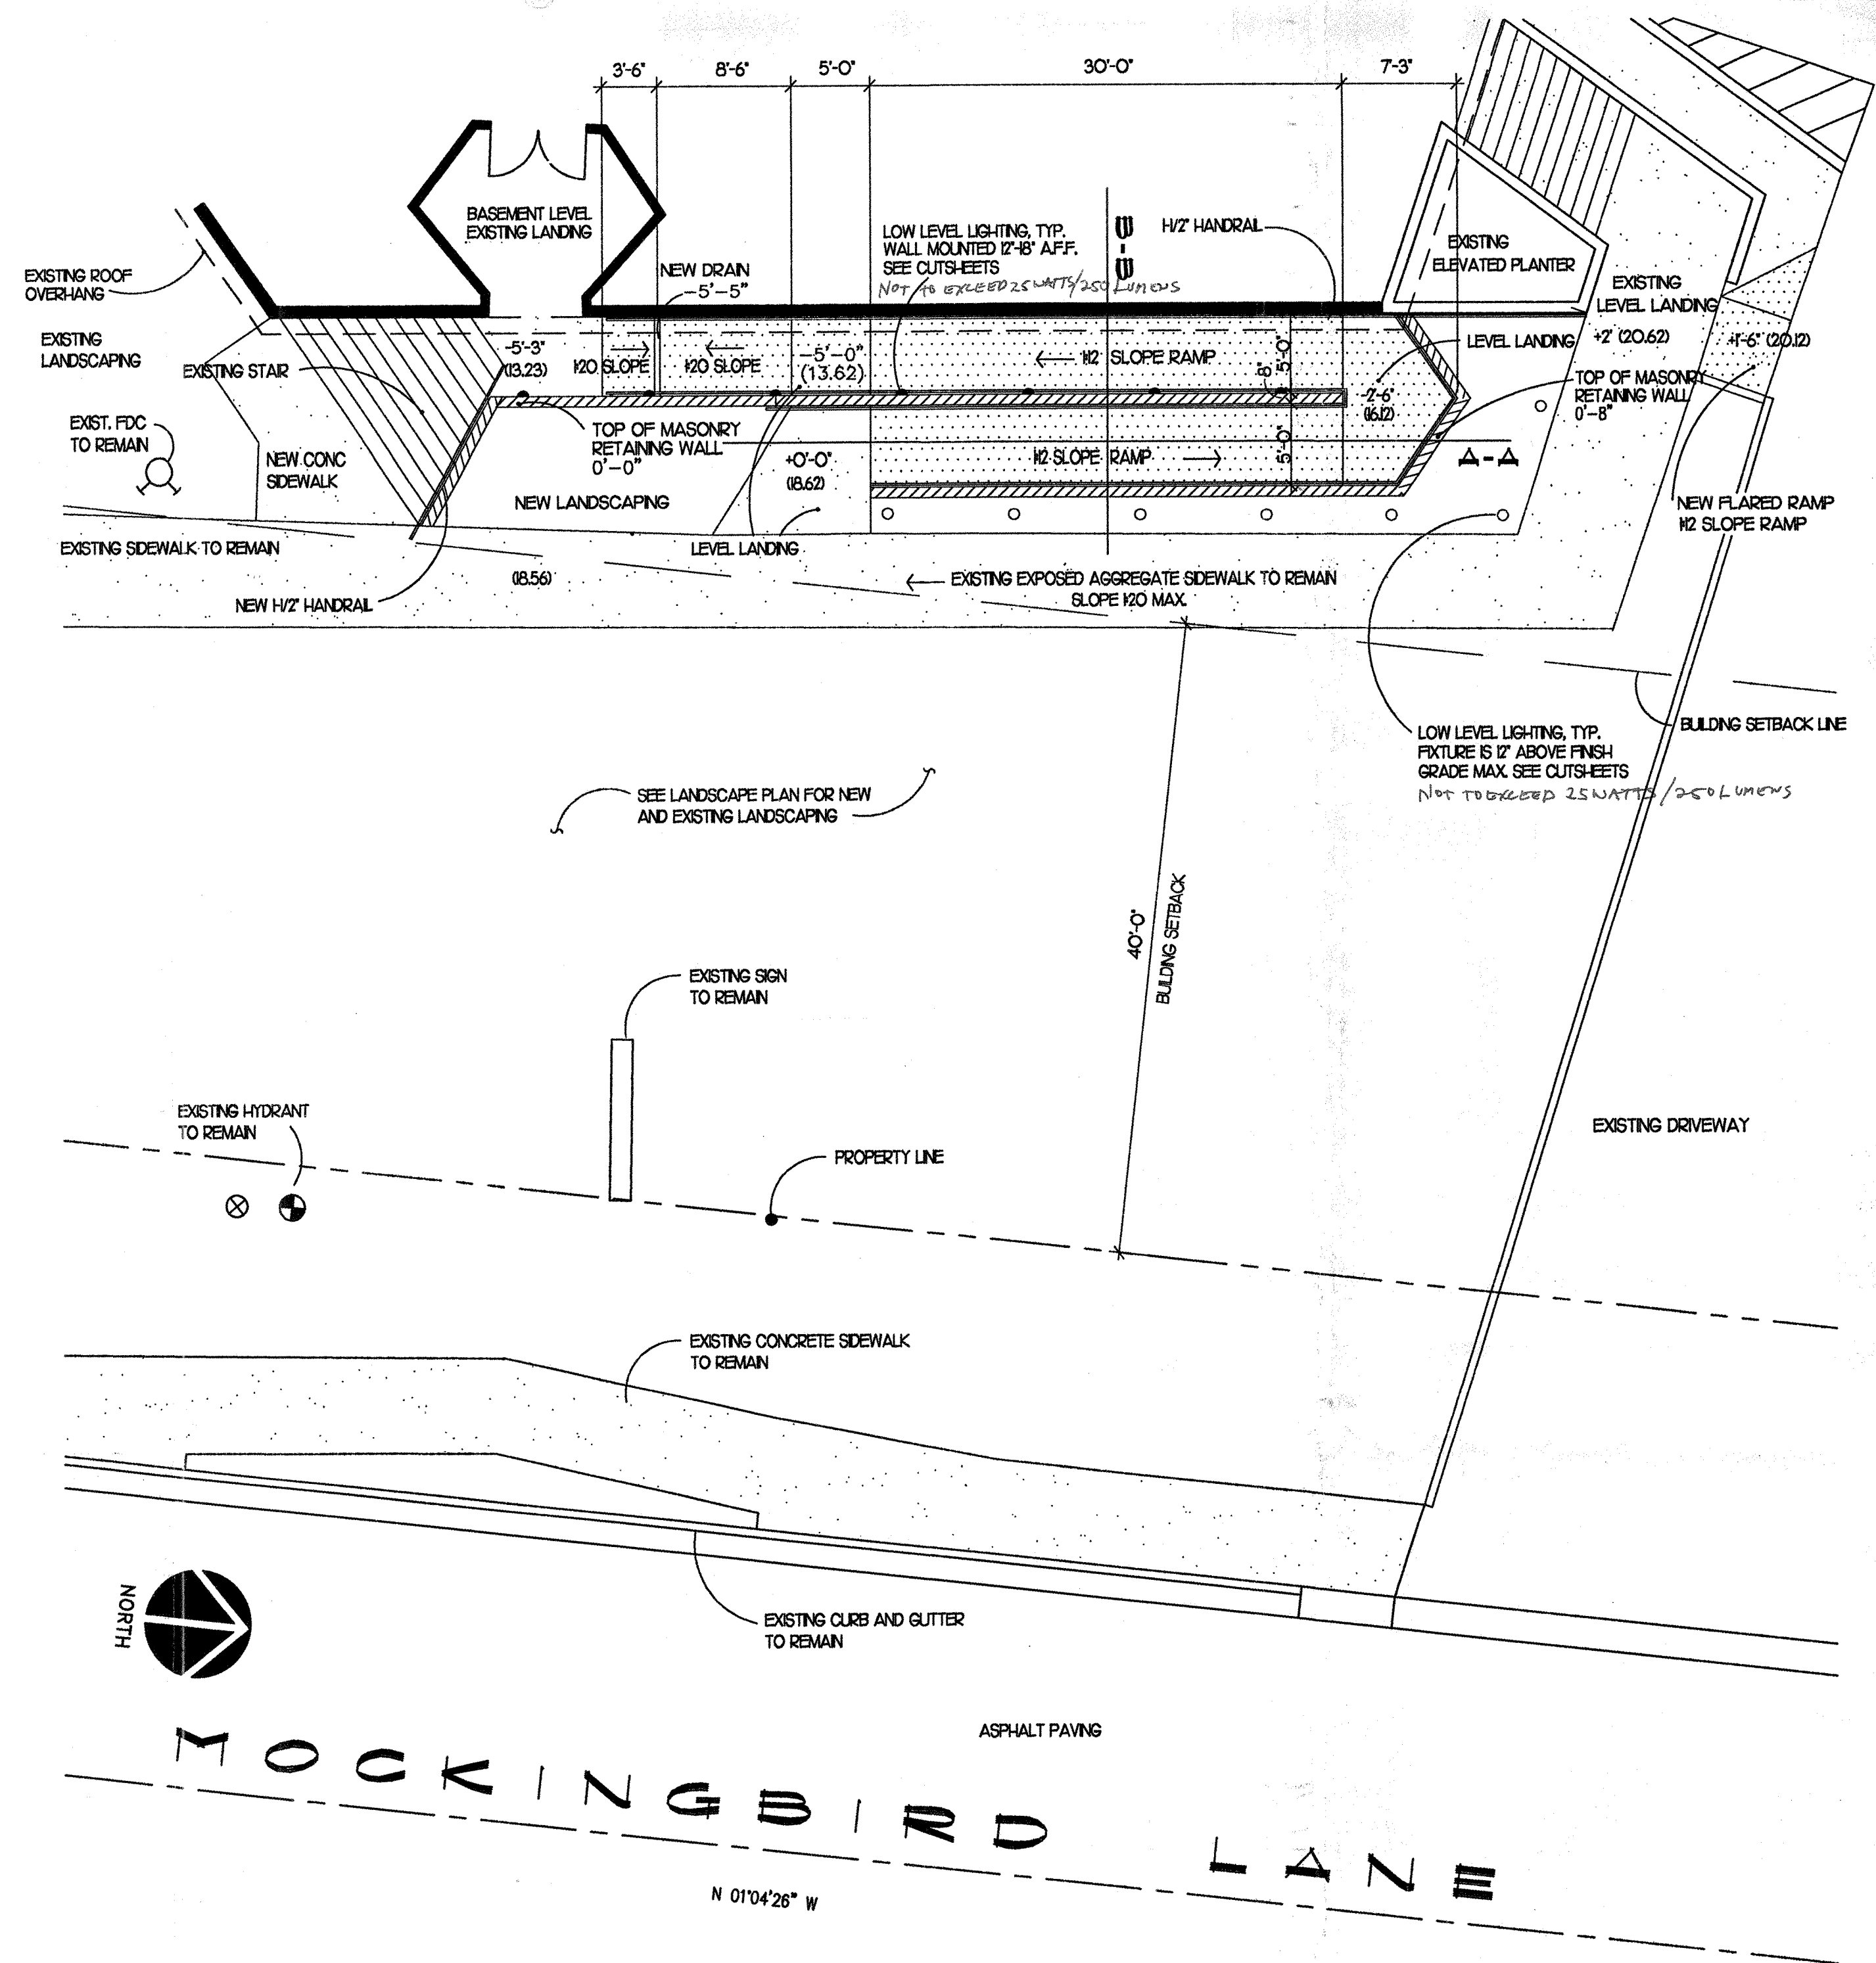 3'-6"
8'-6"
5'-0"
30'-0"
7'-3"
BASEMENT LEVEL
EXISTING LANDING
LOW LEVEL LIGHTING, TYP.
WALL MOUNTED 12"-18" A.F.F.
SEE CUTSHEETS
NOT TO EXCEED 25 WATTS/250 LUMENS
B-B
H/2" HANDRAIL
EXISTING
ELEVATED PLANTER
EXISTING ROOF
OVERHANG
NEW DRAIN
-5'-5"
EXISTING
LEVEL LANDING
+2' (20.62)
+1'-6" (20.12)
EXISTING
LANDSCAPING
EXISTING STAIR
-5'-3"
(13.23)
1:20 SLOPE
1:20 SLOPE
-5'-0"
(13.62)
1:12 SLOPE RAMP
5'-0"
8"
LEVEL LANDING
-2'-6"
(16.12)
TOP OF MASONRY
RETAINING WALL
0'-8"
EXIST. FDC
TO REMAIN
NEW CONC
SIDEWALK
TOP OF MASONRY
RETAINING WALL
0'-0"
+0'-0"
(18.62)
1:12 SLOPE RAMP
5'-0"
A-A
NEW LANDSCAPING
NEW FLARED RAMP
1:12 SLOPE RAMP
EXISTING SIDEWALK TO REMAIN
LEVEL LANDING
(18.56)
EXISTING EXPOSED AGGREGATE SIDEWALK TO REMAIN
SLOPE 1:20 MAX.
NEW H/2" HANDRAIL
BUILDING SETBACK LINE
LOW LEVEL LIGHTING, TYP.
FIXTURE IS 12" ABOVE FINISH
GRADE MAX. SEE CUTSHEETS
NOT TO EXCEED 25 WATTS/250 LUMENS
SEE LANDSCAPE PLAN FOR NEW
AND EXISTING LANDSCAPING
40'-0"
BUILDING SETBACK
EXISTING SIGN
TO REMAIN
EXISTING HYDRANT
TO REMAIN
EXISTING DRIVEWAY
PROPERTY LINE
EXISTING CONCRETE SIDEWALK
TO REMAIN
NORTH
EXISTING CURB AND GUTTER
TO REMAIN
ASPHALT PAVING
MOCKINGBIRD LANE
N 01°04'26" W